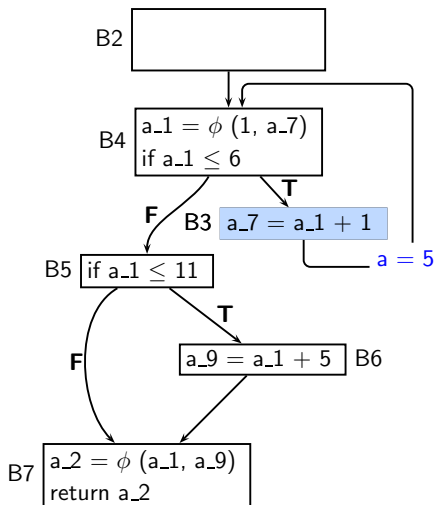 B2
B4
a_1 = ϕ (1, a_7)
if a_1 ≤ 6
F
T
B3
a_7 = a_1 + 1
a = 5
B5
if a_1 ≤ 11
F
T
a_9 = a_1 + 5
B6
B7
a_2 = ϕ (a_1, a_9)
return a_2